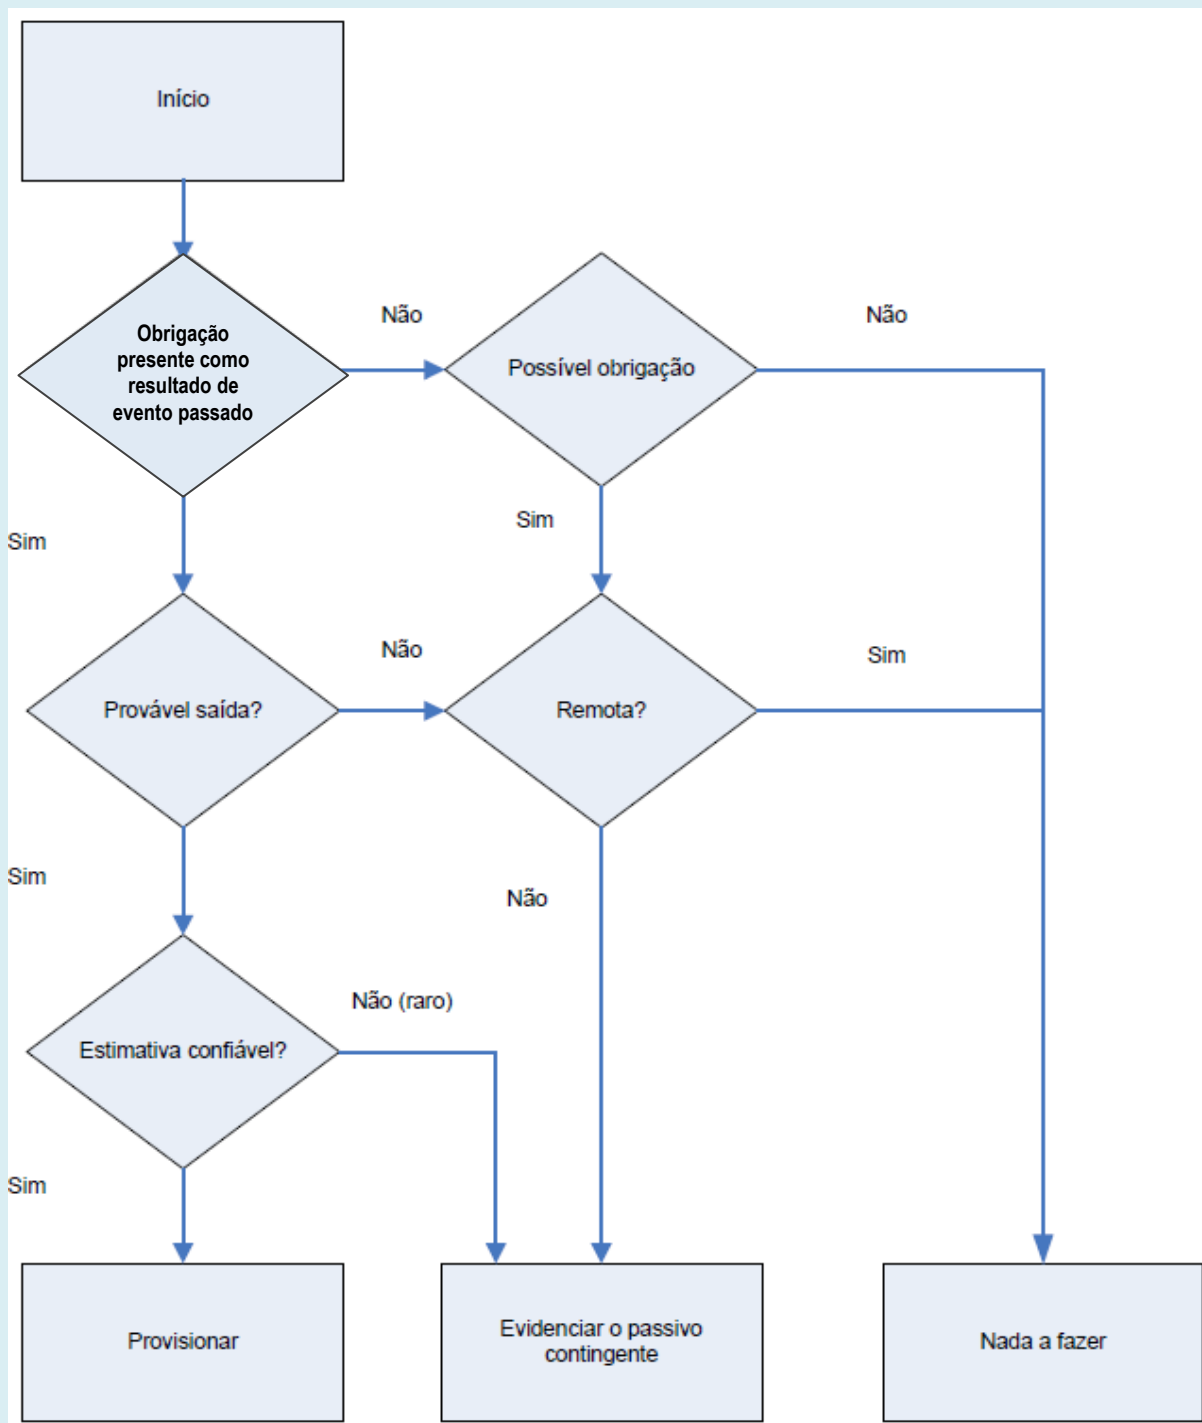 Início
Não
Não
Obrigação
presente como
resultado de
evento passado
Possível obrigação
Sim
Sim
Não
Sim
Provável saída?
Remota?
Sim
Não
Não (raro)
Estimativa confiável?
Sim
Provisionar
Evidenciar o passivo
contingente
Nada a fazer